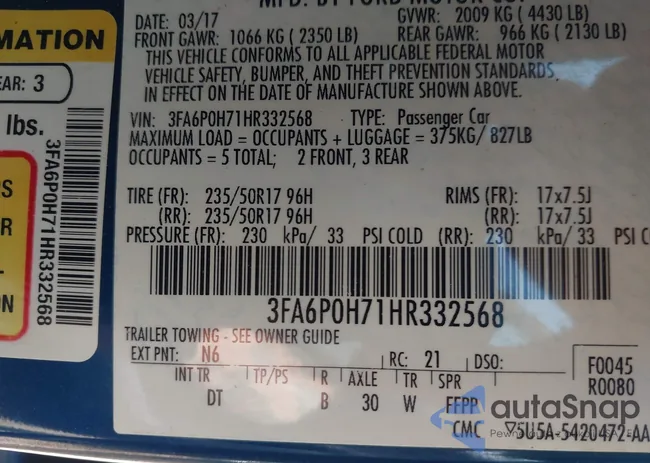 MFD. BY FORD MOTOR CO.
DATE: 03/17 GVWR: 2009 KG ( 4430 LB)
FRONT GAWR: 1066 KG ( 2350 LB) REAR GAWR: 966 KG ( 2130 LB)
THIS VEHICLE CONFORMS TO ALL APPLICABLE FEDERAL MOTOR
VEHICLE SAFETY, BUMPER, AND THEFT PREVENTION STANDARDS
IN EFFECT ON THE DATE OF MANUFACTURE SHOWN ABOVE.
VIN: 3FA6P0H71HR332568 TYPE: Passenger Car
MAXIMUM LOAD = OCCUPANTS + LUGGAGE = 375KG/ 827LB
OCCUPANTS = 5 TOTAL; 2 FRONT, 3 REAR
TIRE (FR): 235/50R17 96H RIMS (FR): 17x7.5J
(RR): 235/50R17 96H (RR): 17x7.5J
PRESSURE (FR): 230 kPa/ 33 PSI COLD (RR): 230 kPa/ 33 PSI C
3FA6P0H71HR332568
TRAILER TOWING - SEE OWNER GUIDE
EXT PNT: N6 RC: 21 DSO: F0045
R0080
INT TR TP/PS R AXLE TR SPR
DT B 30 W FFPP
CMC 5U5A-5420472-AA
MATION
EAR: 3
lbs.
3FA6P0H71HR332568
S
R
L
N
autoSnap